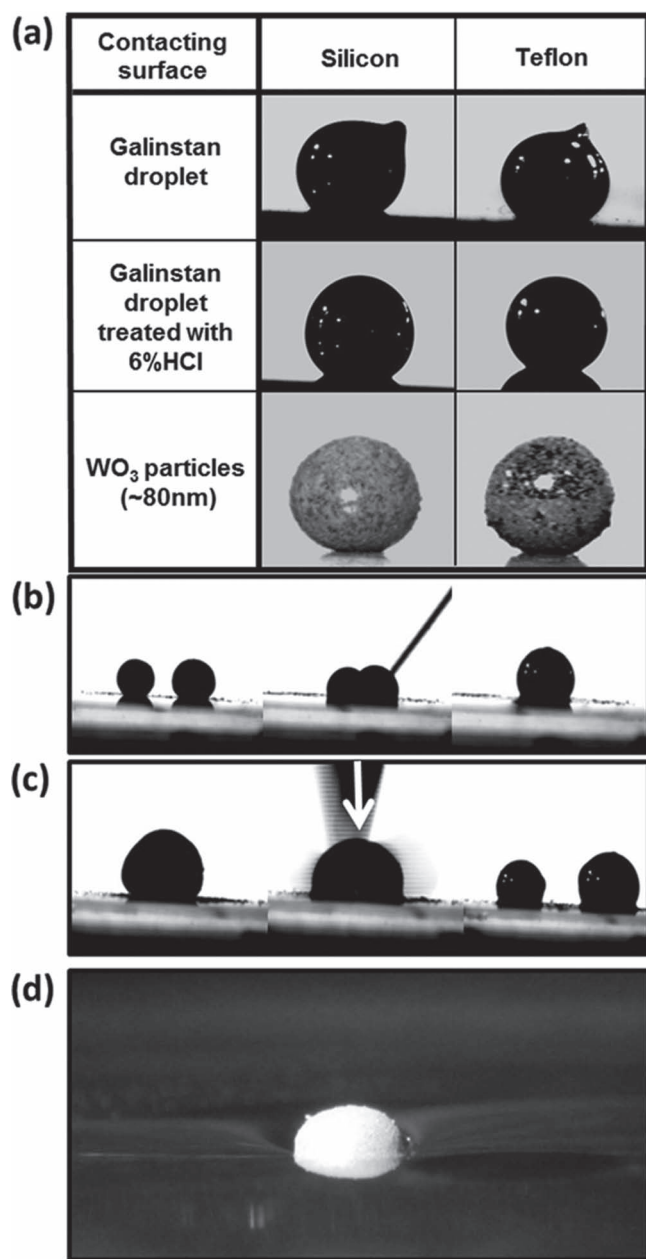 (a)
Contacting
surface
Silicon
Teflon
Galinstan
droplet
Galinstan
droplet
treated with
6%HCl
WO₃ particles
(~80nm)
(b)
(c)
(d)